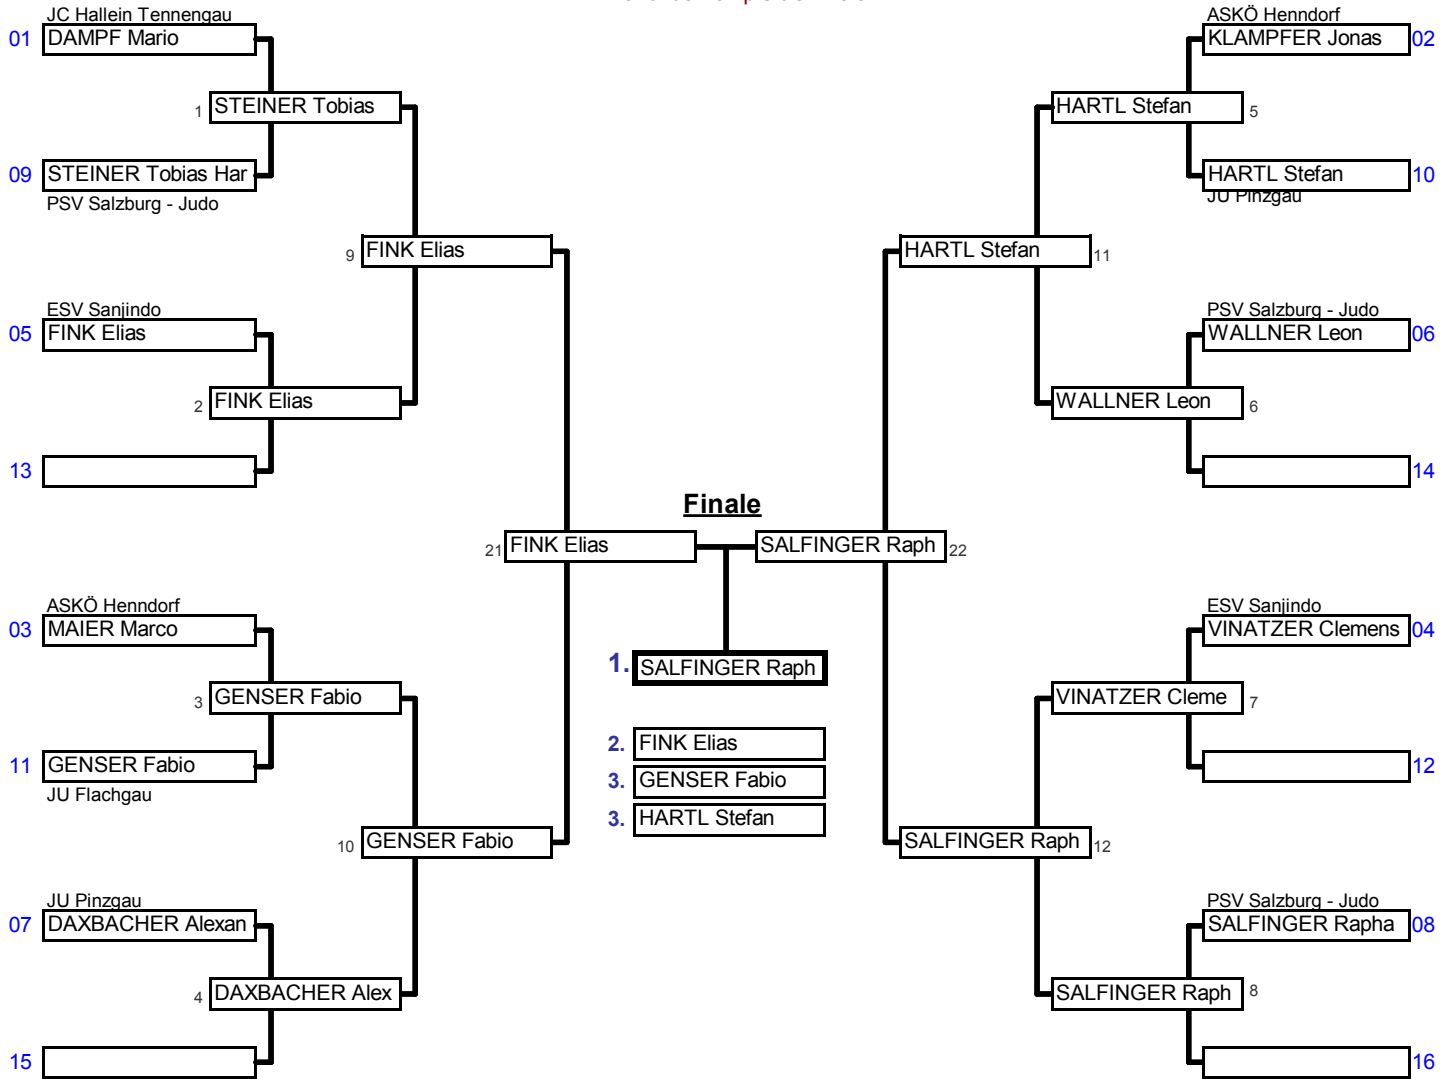 JC Hallein Tennengau
01 DAMPF Mario
1 STEINER Tobias
09 STEINER Tobias Har
PSV Salzburg - Judo
9 FINK Elias
ESV Sanjindo
05 FINK Elias
2 FINK Elias
13
21 FINK Elias
ASKÖ Henndorf
03 MAIER Marco
3 GENSER Fabio
11 GENSER Fabio
JU Flachgau
10 GENSER Fabio
JU Pinzgau
07 DAXBACHER Alexan
4 DAXBACHER Alex
15
Finale
1. SALFINGER Raph
2. FINK Elias
3. GENSER Fabio
3. HARTL Stefan
ASKÖ Henndorf
KLAMPFER Jonas 02
HARTL Stefan 5
HARTL Stefan 10
JU Pinzgau
HARTL Stefan 11
PSV Salzburg - Judo
WALLNER Leon 06
WALLNER Leon 6
14
SALFINGER Raph 22
ESV Sanjindo
VINATZER Clemens 04
VINATZER Cleme 7
12
SALFINGER Raph 12
PSV Salzburg - Judo
SALFINGER Rapha 08
SALFINGER Raph 8
16